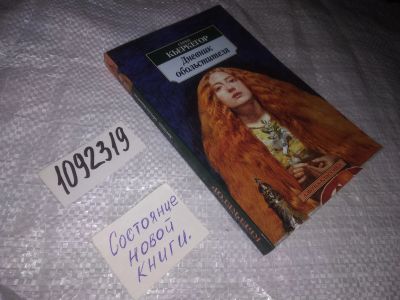 КЬЕРКЕГОР
Дневник
обольстителя
1092319
Состояние
новой
книги.